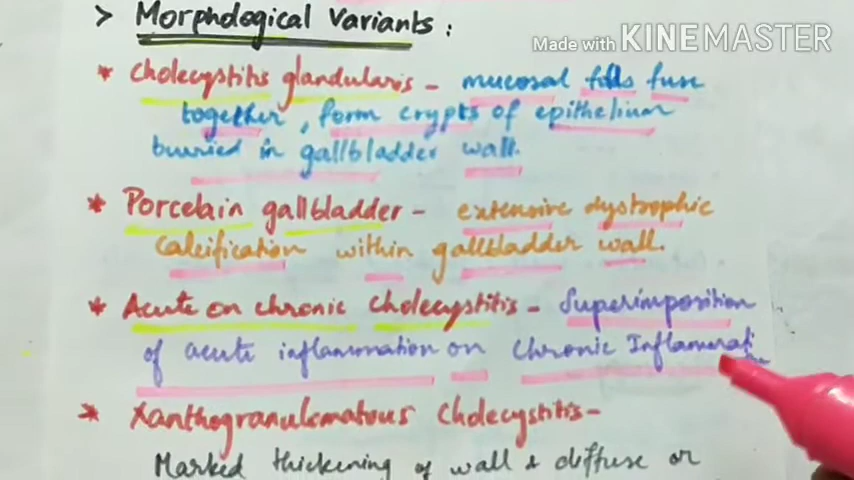 > Morphological Variants :
Made with KINEMASTER
* Cholecystitis glandularis - mucosal folds fuse
together, form crypts of epithelium
burried in gallbladder wall.
* Porcelain gallbladder - extensive dystrophic
Calcification within gallbladder wall.
* Acute on chronic cholecystitis - Superimposition
of acute inflammation on Chronic
* Xanthogranulomatous Cholecystitis -
Marked thickening of wall & diffuse or